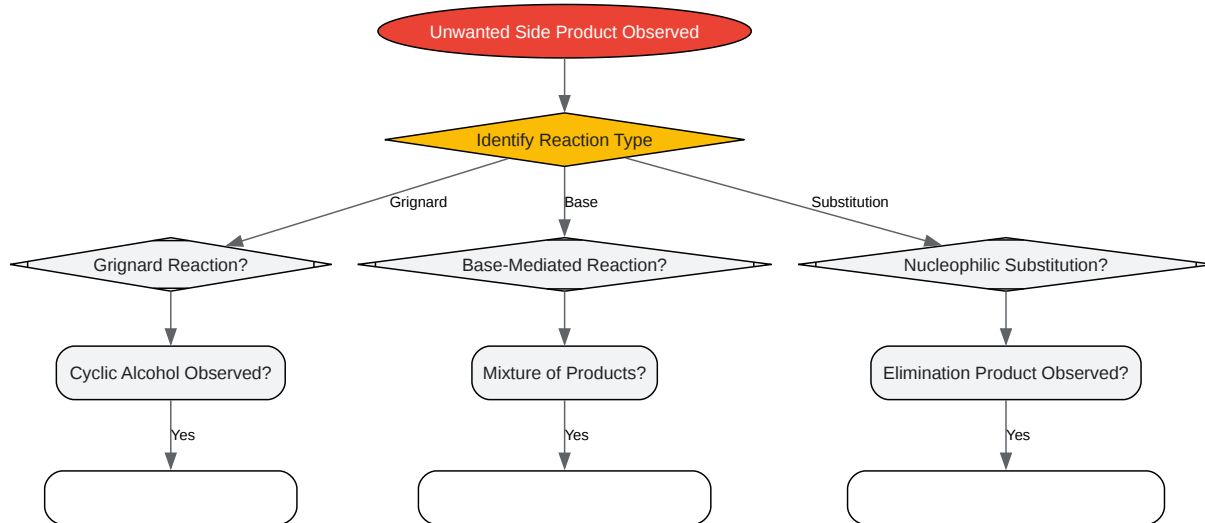 Unwanted Side Product Observed
Identify Reaction Type
Grignard
Base
Substitution
Grignard Reaction?
Base-Mediated Reaction?
Nucleophilic Substitution?
Cyclic Alcohol Observed?
Mixture of Products?
Elimination Product Observed?
Yes
Yes
Yes